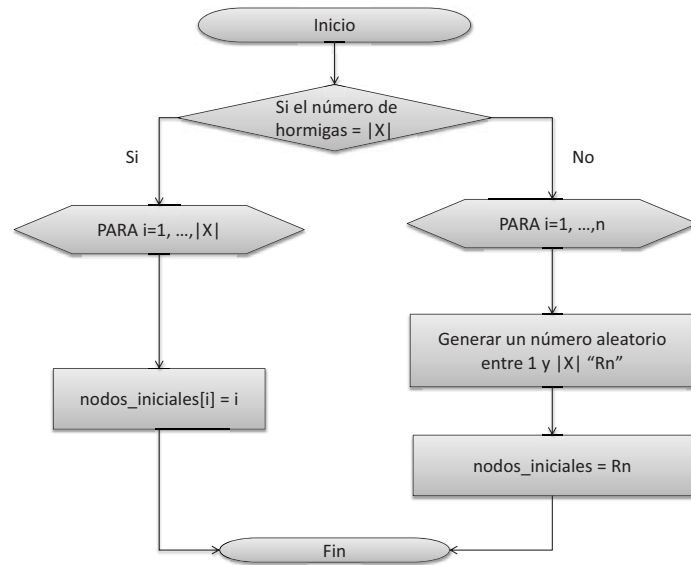 Inicio
Si el número de
hormigas = |X|
Si
No
PARA i=1, ...,|X|
PARA i=1, ...,n
Generar un número aleatorio
entre 1 y |X| “Rn”
nodos_iniciales[i] = i
nodos_iniciales = Rn
Fin